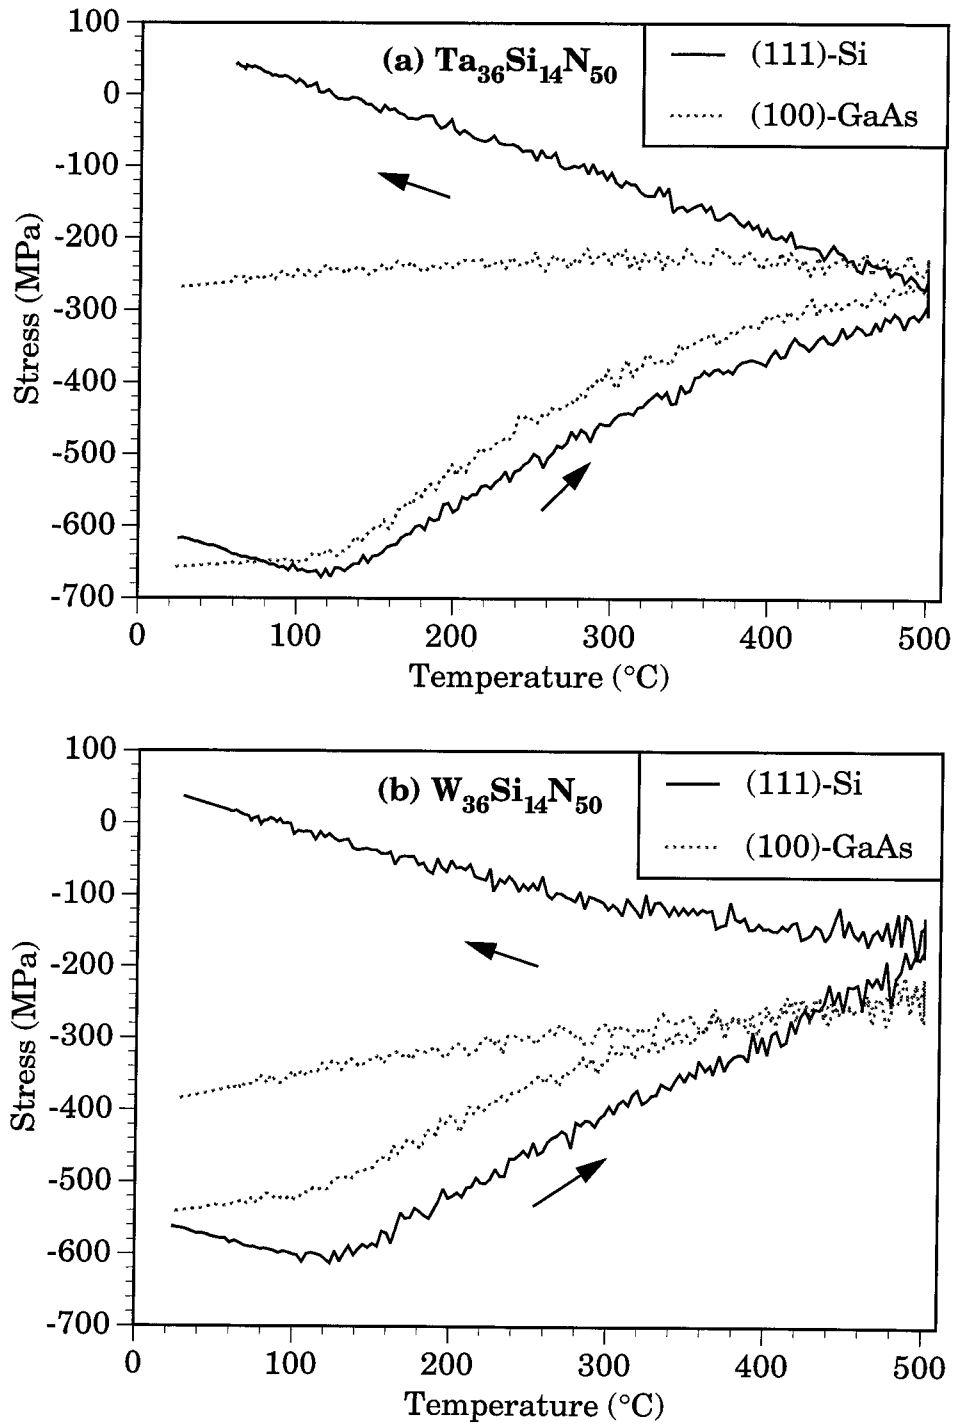 100
0
-100
-200
-300
-400
-500
-600
-700
Stress (MPa)
(a) Ta36Si14N50
(111)-Si
(100)-GaAs
0 100 200 300 400 500
Temperature (°C)
100
0
-100
-200
-300
-400
-500
-600
-700
Stress (MPa)
(b) W36Si14N50
(111)-Si
(100)-GaAs
0 100 200 300 400 500
Temperature (°C)